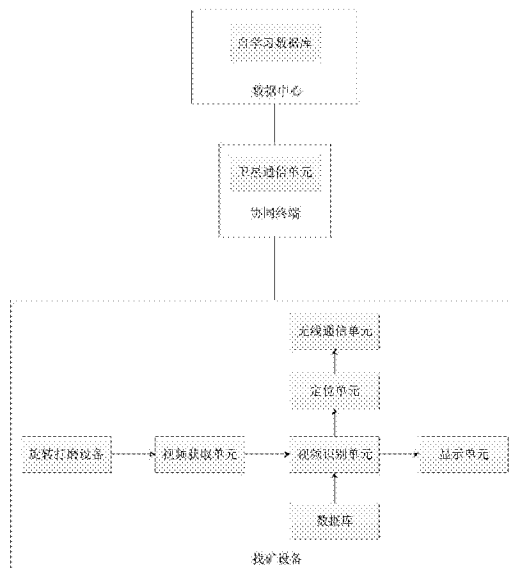 自学习数据库
数据中心
卫星通信单元
协同终端
无线通信单元
定位单元
旋转打磨设备
视频获取单元
视频识别单元
显示单元
数据库
找矿设备